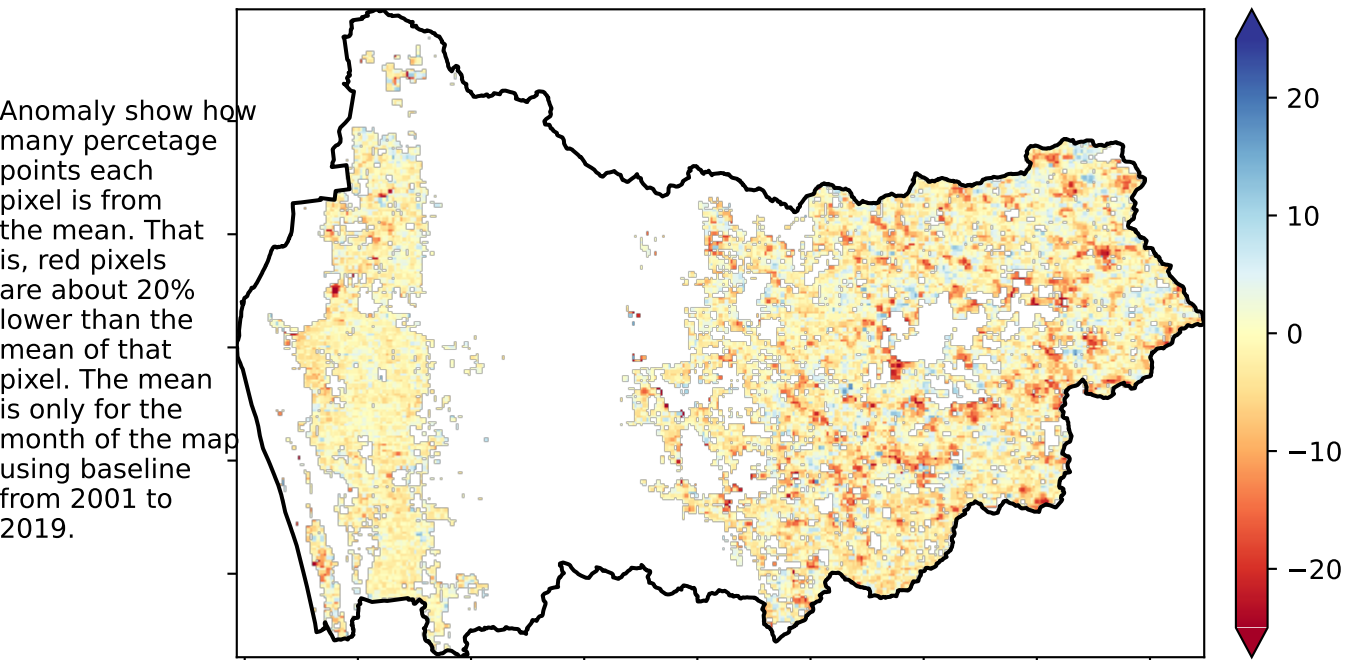 Anomaly show how
many percetage
points each
pixel is from
the mean. That
is, red pixels
are about 20%
lower than the
mean of that
pixel. The mean
is only for the
month of the map
using baseline
from 2001 to
2019.
20
10
0
−10
−20